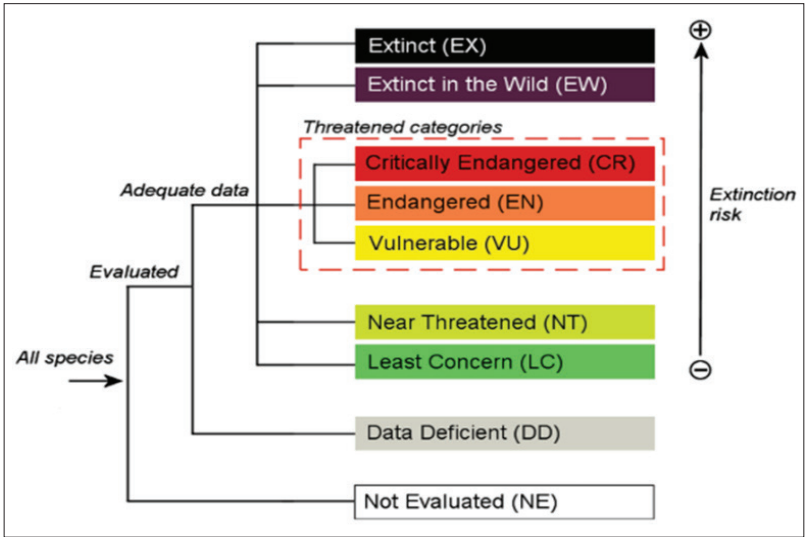 Extinct (EX)
Extinct in the Wild (EW)
Threatened categories
Critically Endangered (CR)
Adequate data
Endangered (EN)
Extinction
risk
Vulnerable (VU)
Evaluated
Near Threatened (NT)
All species
Least Concern (LC)
Data Deficient (DD)
Not Evaluated (NE)